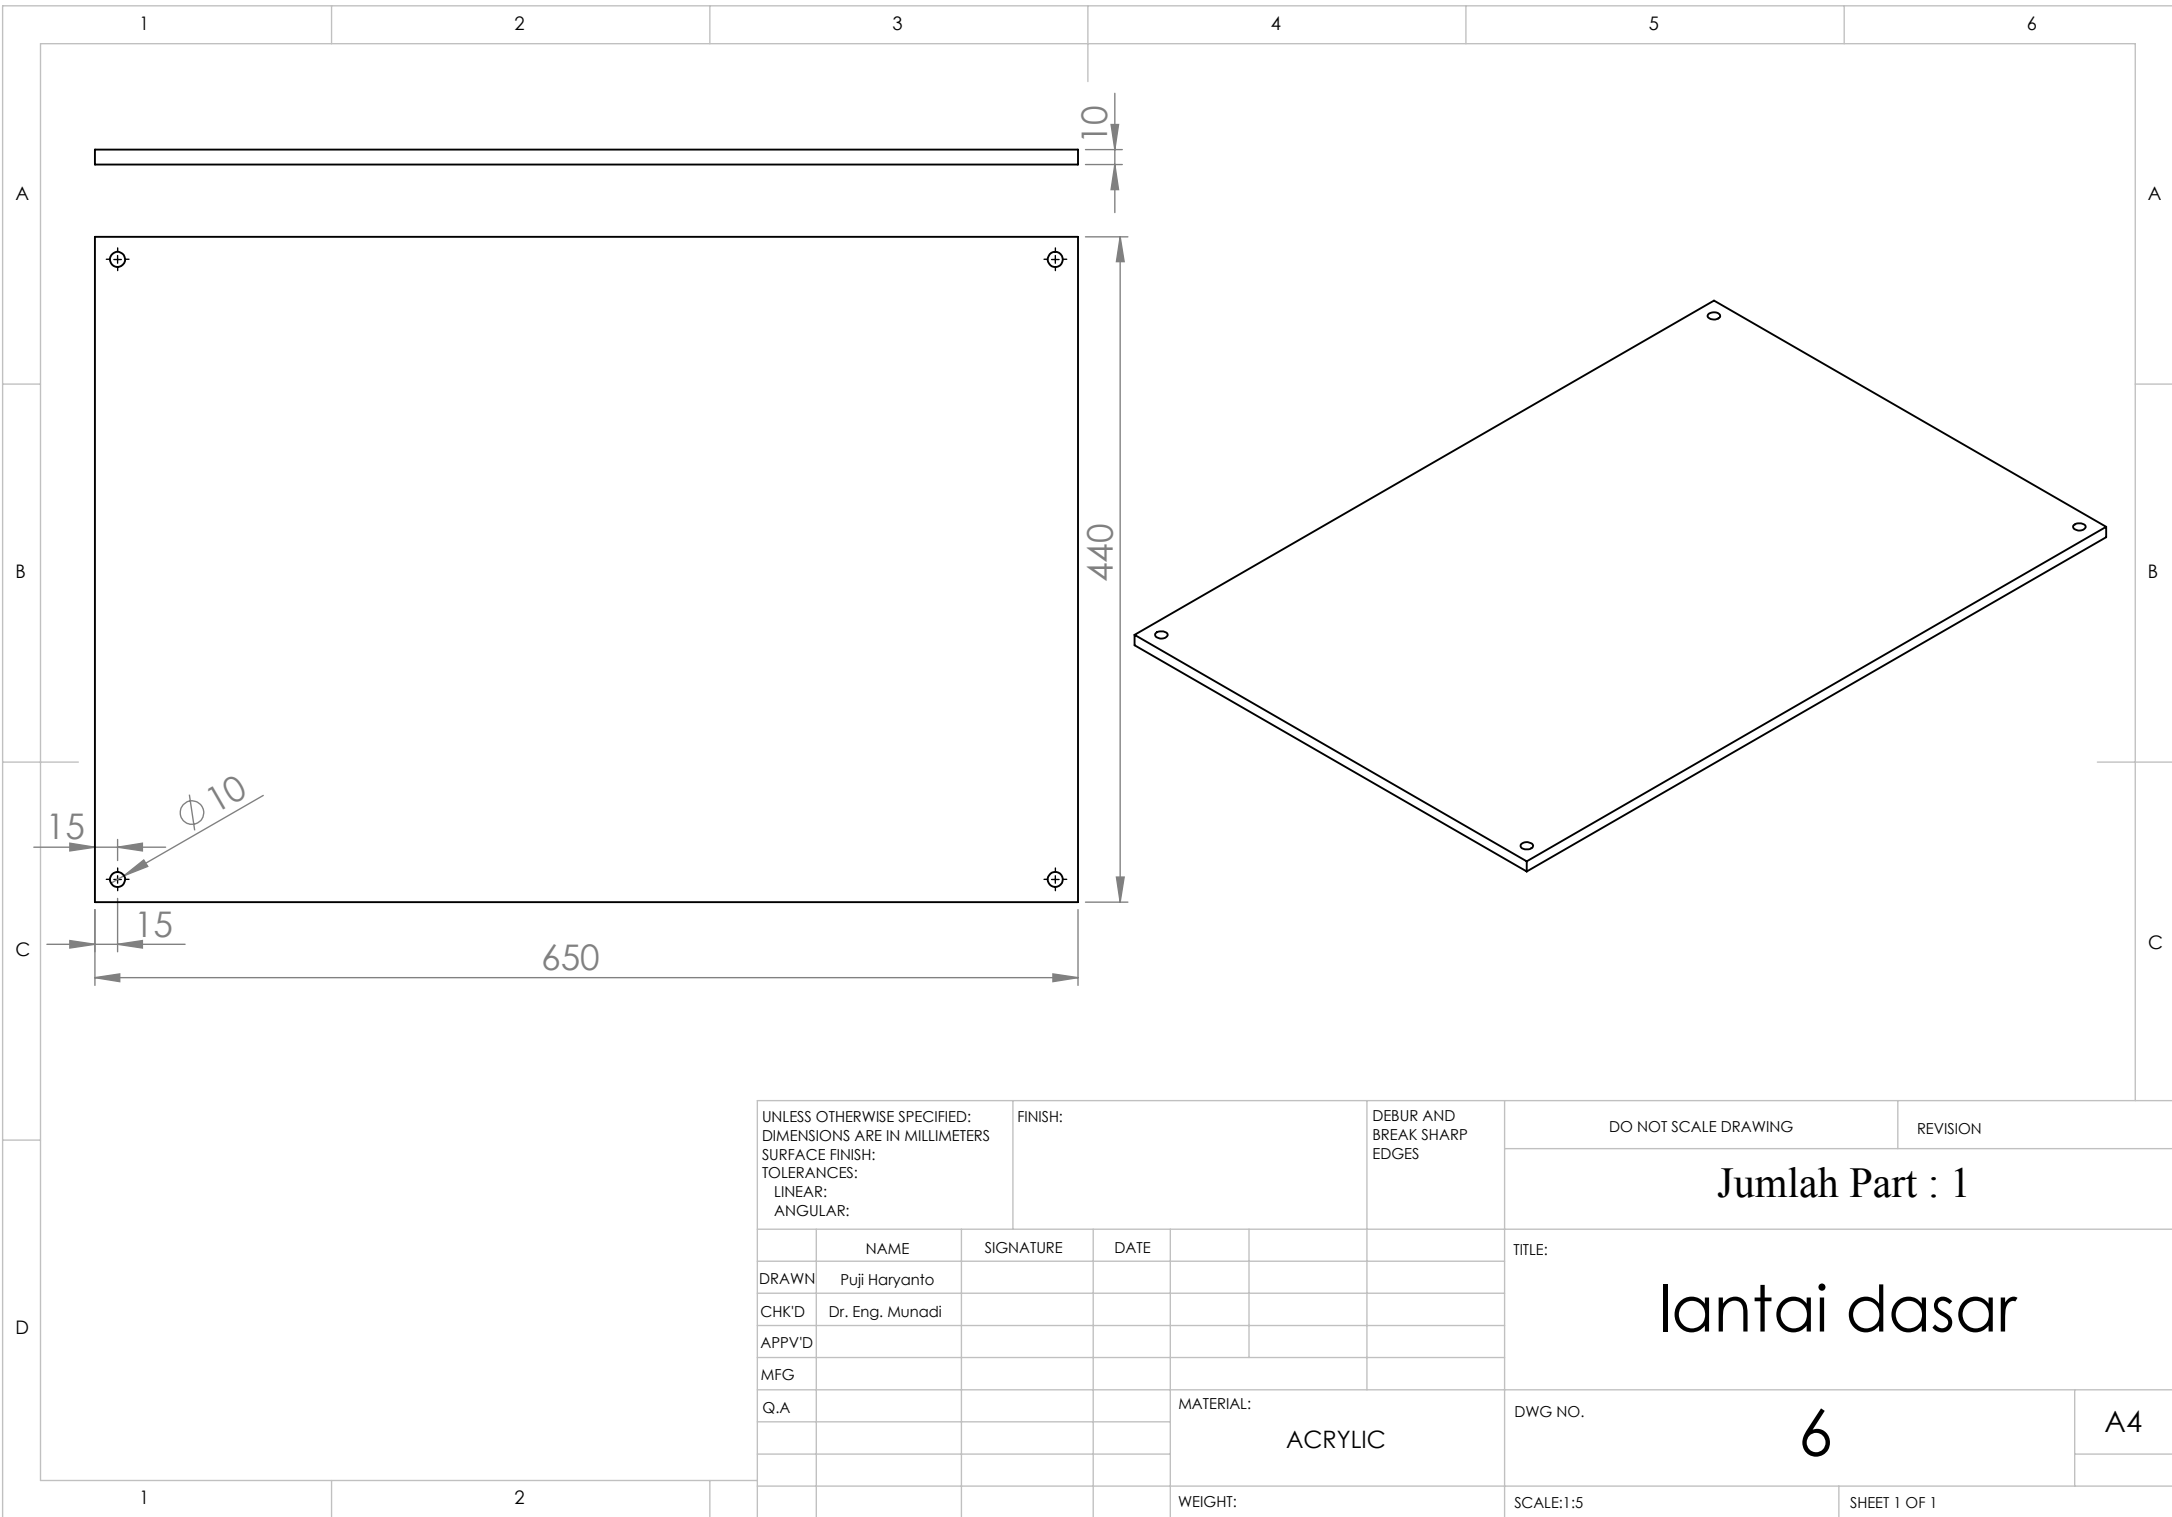 1 2 3 4 5 6
10
A A
440
B B
⌀10
15
15
C C
650
UNLESS OTHERWISE SPECIFIED:
DIMENSIONS ARE IN MILLIMETERS
SURFACE FINISH:
TOLERANCES:
LINEAR:
ANGULAR:
FINISH:
DEBUR AND
BREAK SHARP
EDGES
DO NOT SCALE DRAWING
REVISION
Jumlah Part : 1
NAME SIGNATURE DATE
DRAWN Puji Haryanto
CHK'D Dr. Eng. Munadi
APPV'D
MFG
Q.A
TITLE:
lantai dasar
D
MATERIAL:
ACRYLIC
DWG NO.
6
A4
WEIGHT:
SCALE:1:5
SHEET 1 OF 1
1 2